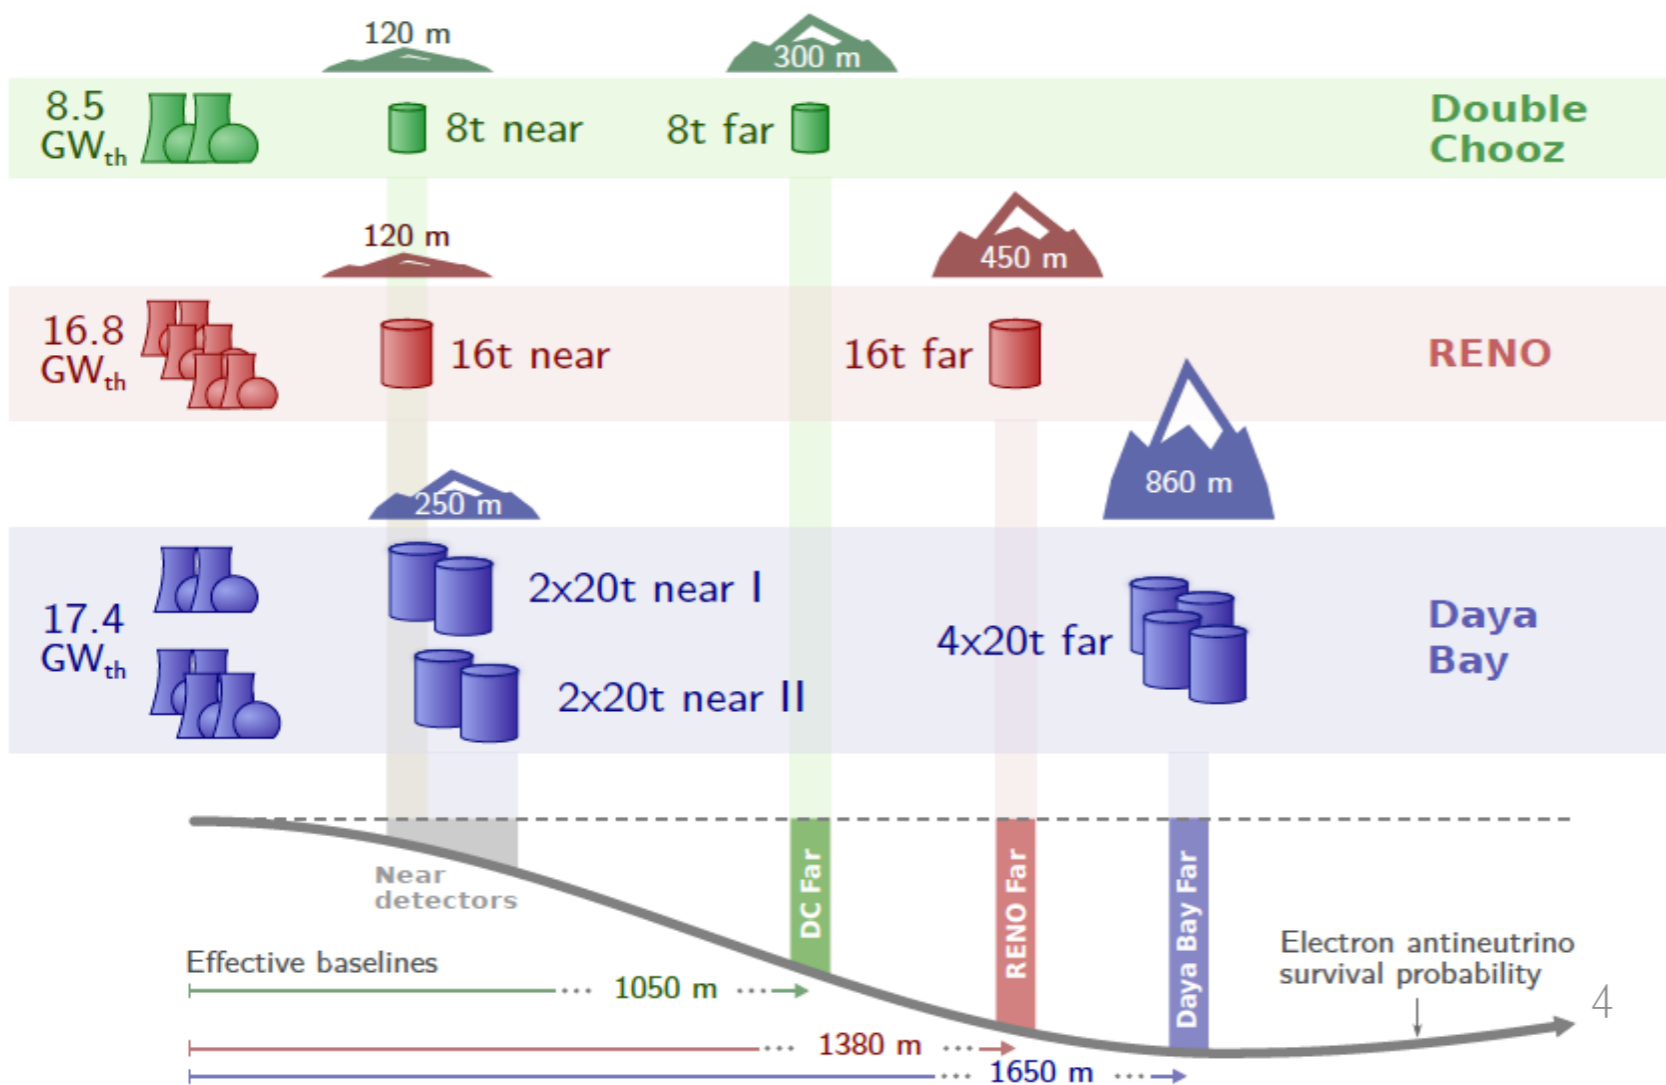 120 m
300 m
8.5
GWth
8t near
8t far
Double
Chooz
120 m
450 m
16.8
GWth
16t near
16t far
RENO
250 m
860 m
17.4
GWth
2x20t near I
2x20t near II
4x20t far
Daya
Bay
Near
detectors
DC Far
RENO Far
Daya Bay Far
Electron antineutrino
survival probability
Effective baselines
1050 m
1380 m
1650 m
4